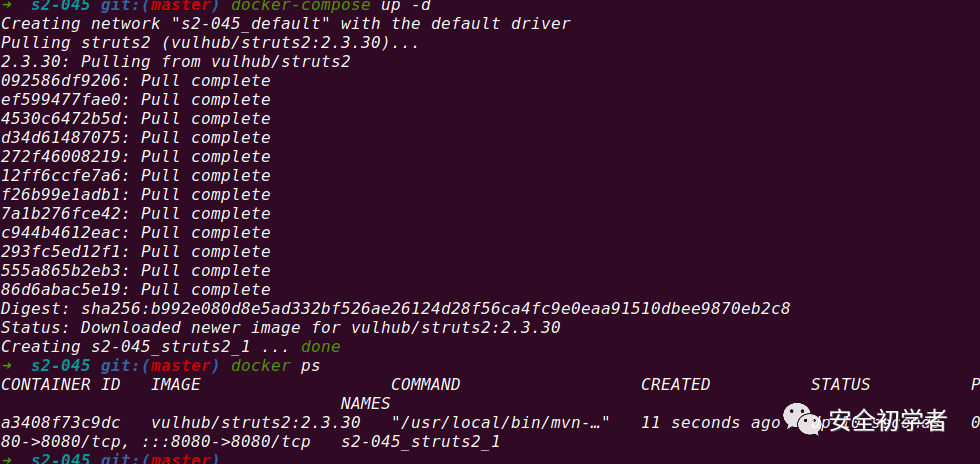 ➜  s2-045 git:(master) docker-compose up -d
Creating network "s2-045_default" with the default driver
Pulling struts2 (vulhub/struts2:2.3.30)...
2.3.30: Pulling from vulhub/struts2
092586df9206: Pull complete
ef599477fae0: Pull complete
4530c6472b5d: Pull complete
d34d61487075: Pull complete
272f46008219: Pull complete
12ff6ccfe7a6: Pull complete
f26b99e1adb1: Pull complete
7a1b276fce42: Pull complete
c944b4612eac: Pull complete
293fc5ed12f1: Pull complete
555a865b2eb3: Pull complete
86d6abac5e19: Pull complete
Digest: sha256:b992e080d8e5ad332bf526ae26124d28f56ca4fc9e0eaa91510dbee9870eb2c8
Status: Downloaded newer image for vulhub/struts2:2.3.30
Creating s2-045_struts2_1 ... done
➜  s2-045 git:(master) docker ps
CONTAINER ID   IMAGE                    COMMAND                  CREATED          STATUS          P
NAMES
a3408f73c9dc   vulhub/struts2:2.3.30   "/usr/local/bin/mvn-…"   11 seconds ago   0
80->8080/tcp, :::8080->8080/tcp   s2-045_struts2_1
➜  s2-045 git:(master)
安全初学者